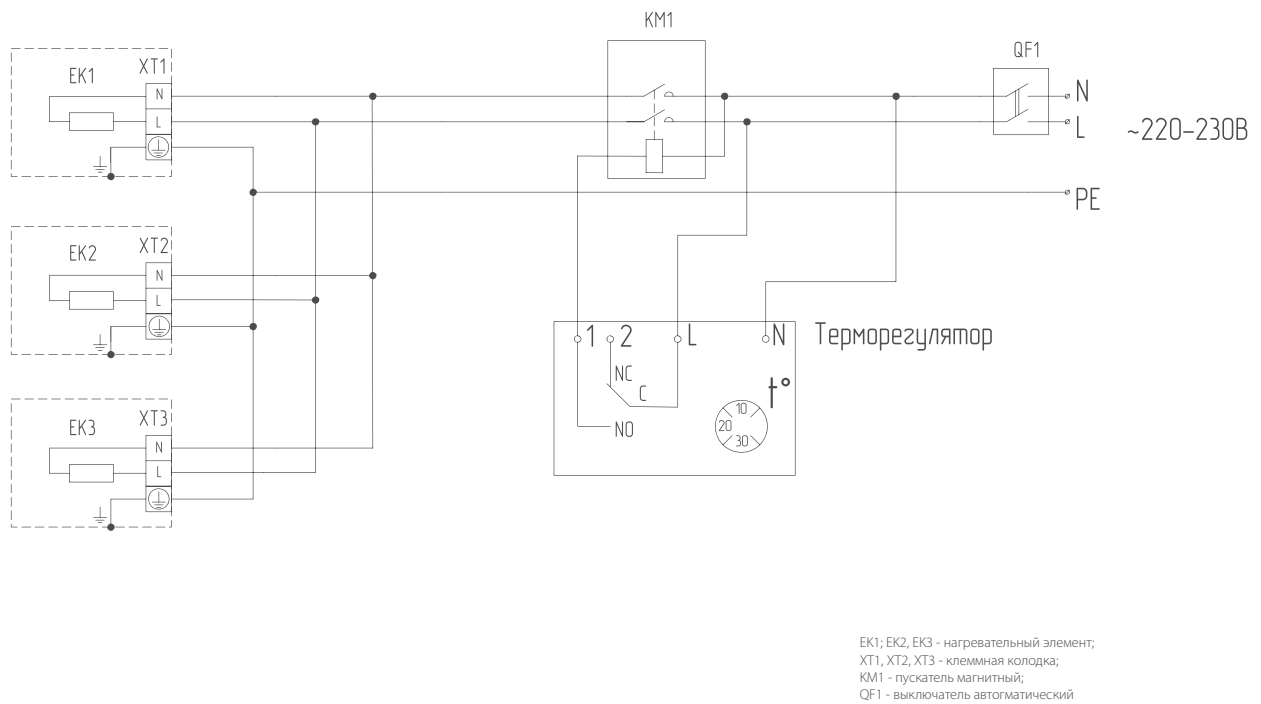 KM1
QF1
EK1
XT1
N
L
N
L
~220-230В
PE
EK2
XT2
N
L
1
2
L
N
Терморегулятор
NC
C
t°
10
20
30
NO
EK3
XT3
N
L
EK1; EK2, EK3 - нагревательный элемент;
XT1, XT2, XT3 - клеммная колодка;
KM1 - пускатель магнитный;
QF1 - выключатель автогматический